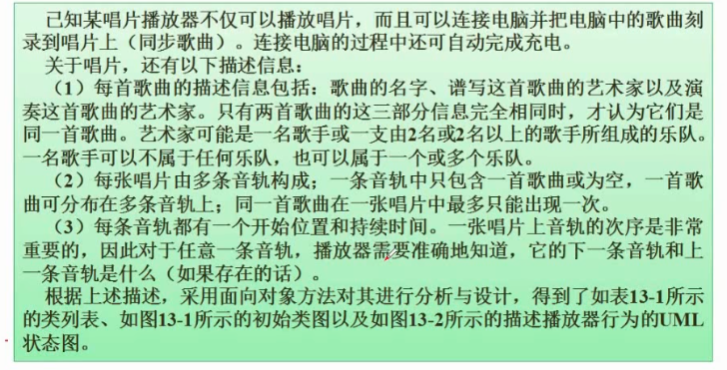 已知某唱片播放器不仅可以播放唱片，而且可以连接电脑并把电脑中的歌曲刻
录到唱片上（同步歌曲）。连接电脑的过程中还可自动完成充电。
关于唱片，还有以下描述信息：
（1）每首歌曲的描述信息包括：歌曲的名字、谱写这首歌曲的艺术家以及演
奏这首歌曲的艺术家。只有两首歌曲的这三部分信息完全相同时，才认为它们是
同一首歌曲。艺术家可能是一名歌手或一支由2名或2名以上的歌手所组成的乐队。
一名歌手可以不属于任何乐队，也可以属于一个或多个乐队。
（2）每张唱片由多条音轨构成；一条音轨中只包含一首歌曲或为空，一首歌
曲可分布在多条音轨上；同一首歌曲在一张唱片中最多只能出现一次。
（3）每条音轨都有一个开始位置和持续时间。一张唱片上音轨的次序是非常
重要的，因此对于任意一条音轨，播放器需要准确地知道，它的下一条音轨和上
一条音轨是什么（如果存在的话）。
根据上述描述，采用面向对象方法对其进行分析与设计，得到了如表13-1所示
的类列表、如图13-1所示的初始类图以及如图13-2所示的描述播放器行为的UML
状态图。